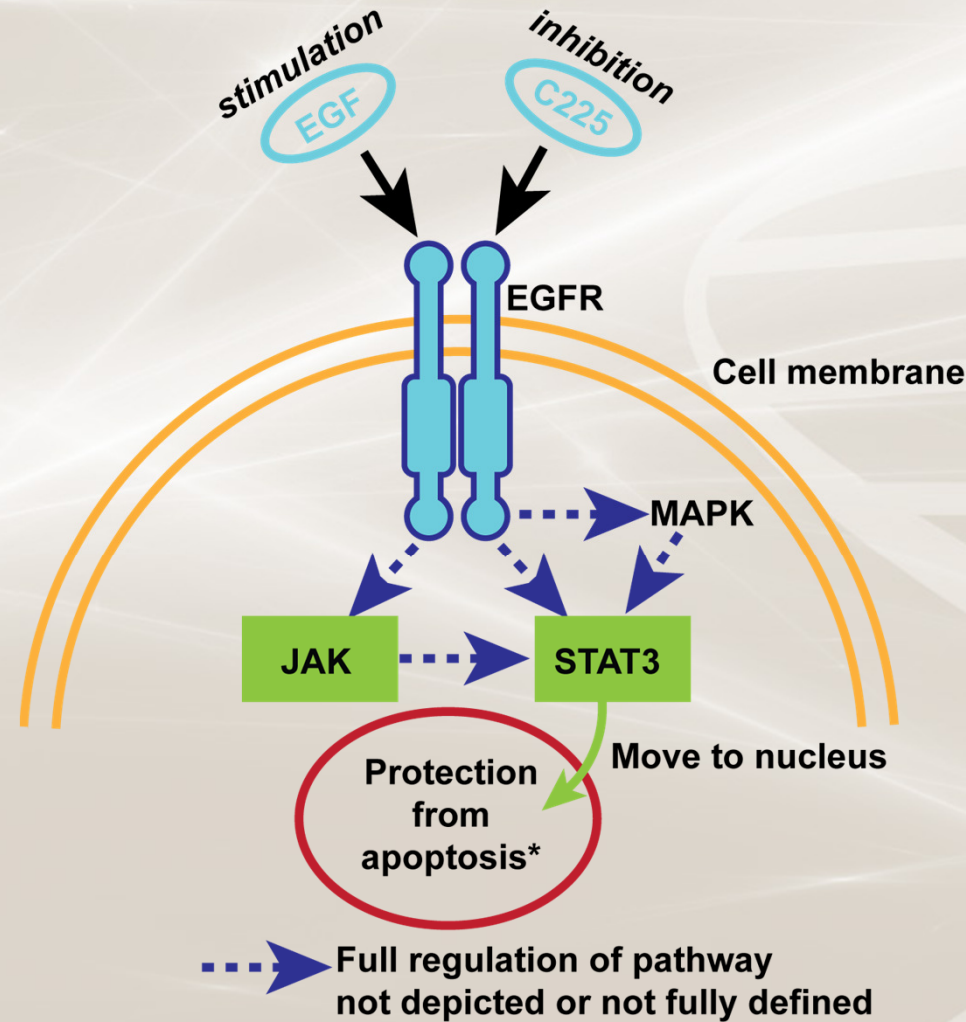 stimulation
EGF
inhibition
C225
EGFR
Cell membrane
MAPK
JAK
STAT3
Move to nucleus
Protection
from
apoptosis*
Full regulation of pathway
not depicted or not fully defined